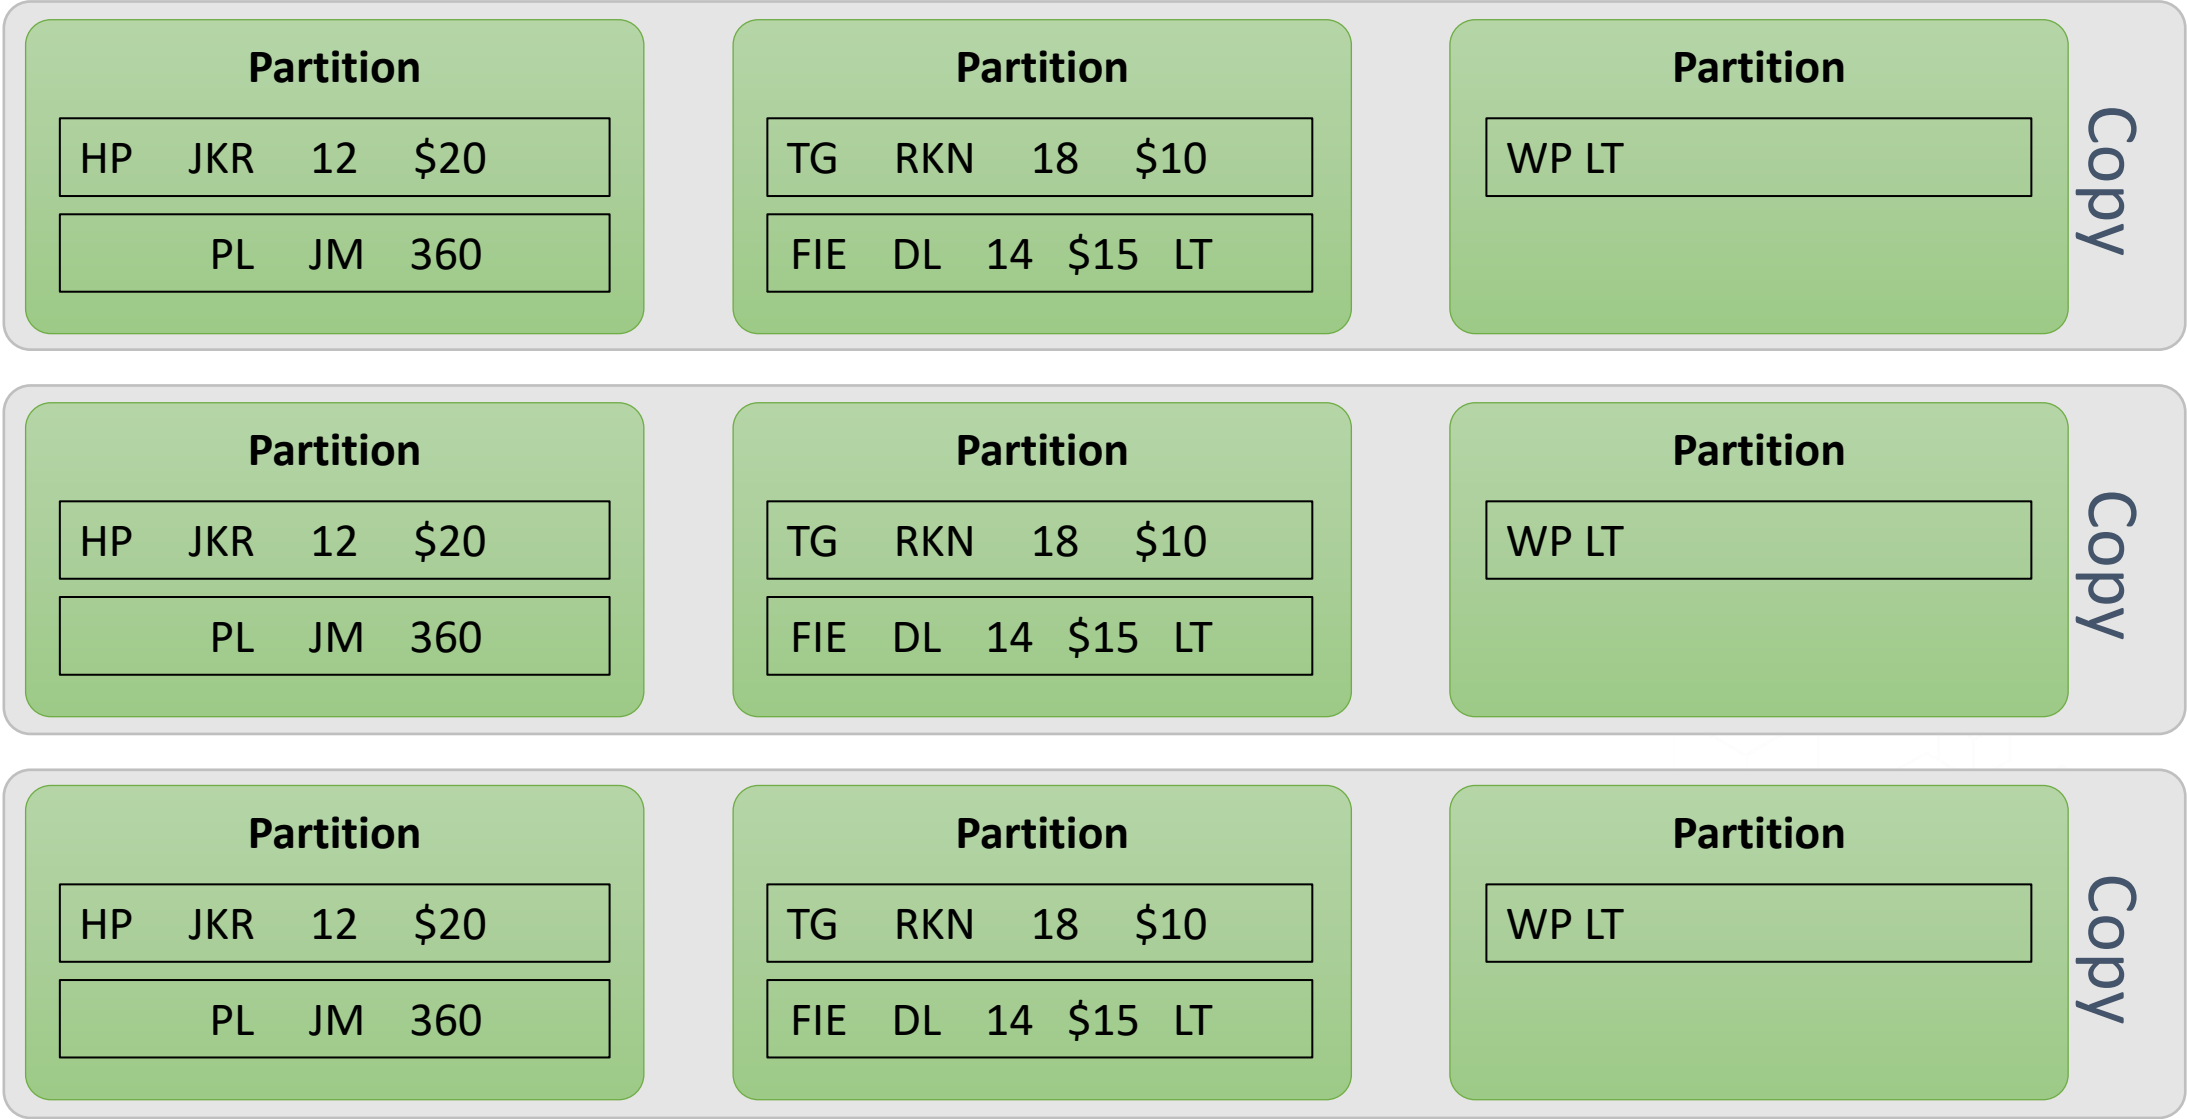 Partition
HP JKR 12 $20
PL JM 360
Partition
TG RKN 18 $10
FIE DL 14 $15 LT
Partition
WP LT
Copy
Partition
HP JKR 12 $20
PL JM 360
Partition
TG RKN 18 $10
FIE DL 14 $15 LT
Partition
WP LT
Copy
Partition
HP JKR 12 $20
PL JM 360
Partition
TG RKN 18 $10
FIE DL 14 $15 LT
Partition
WP LT
Copy